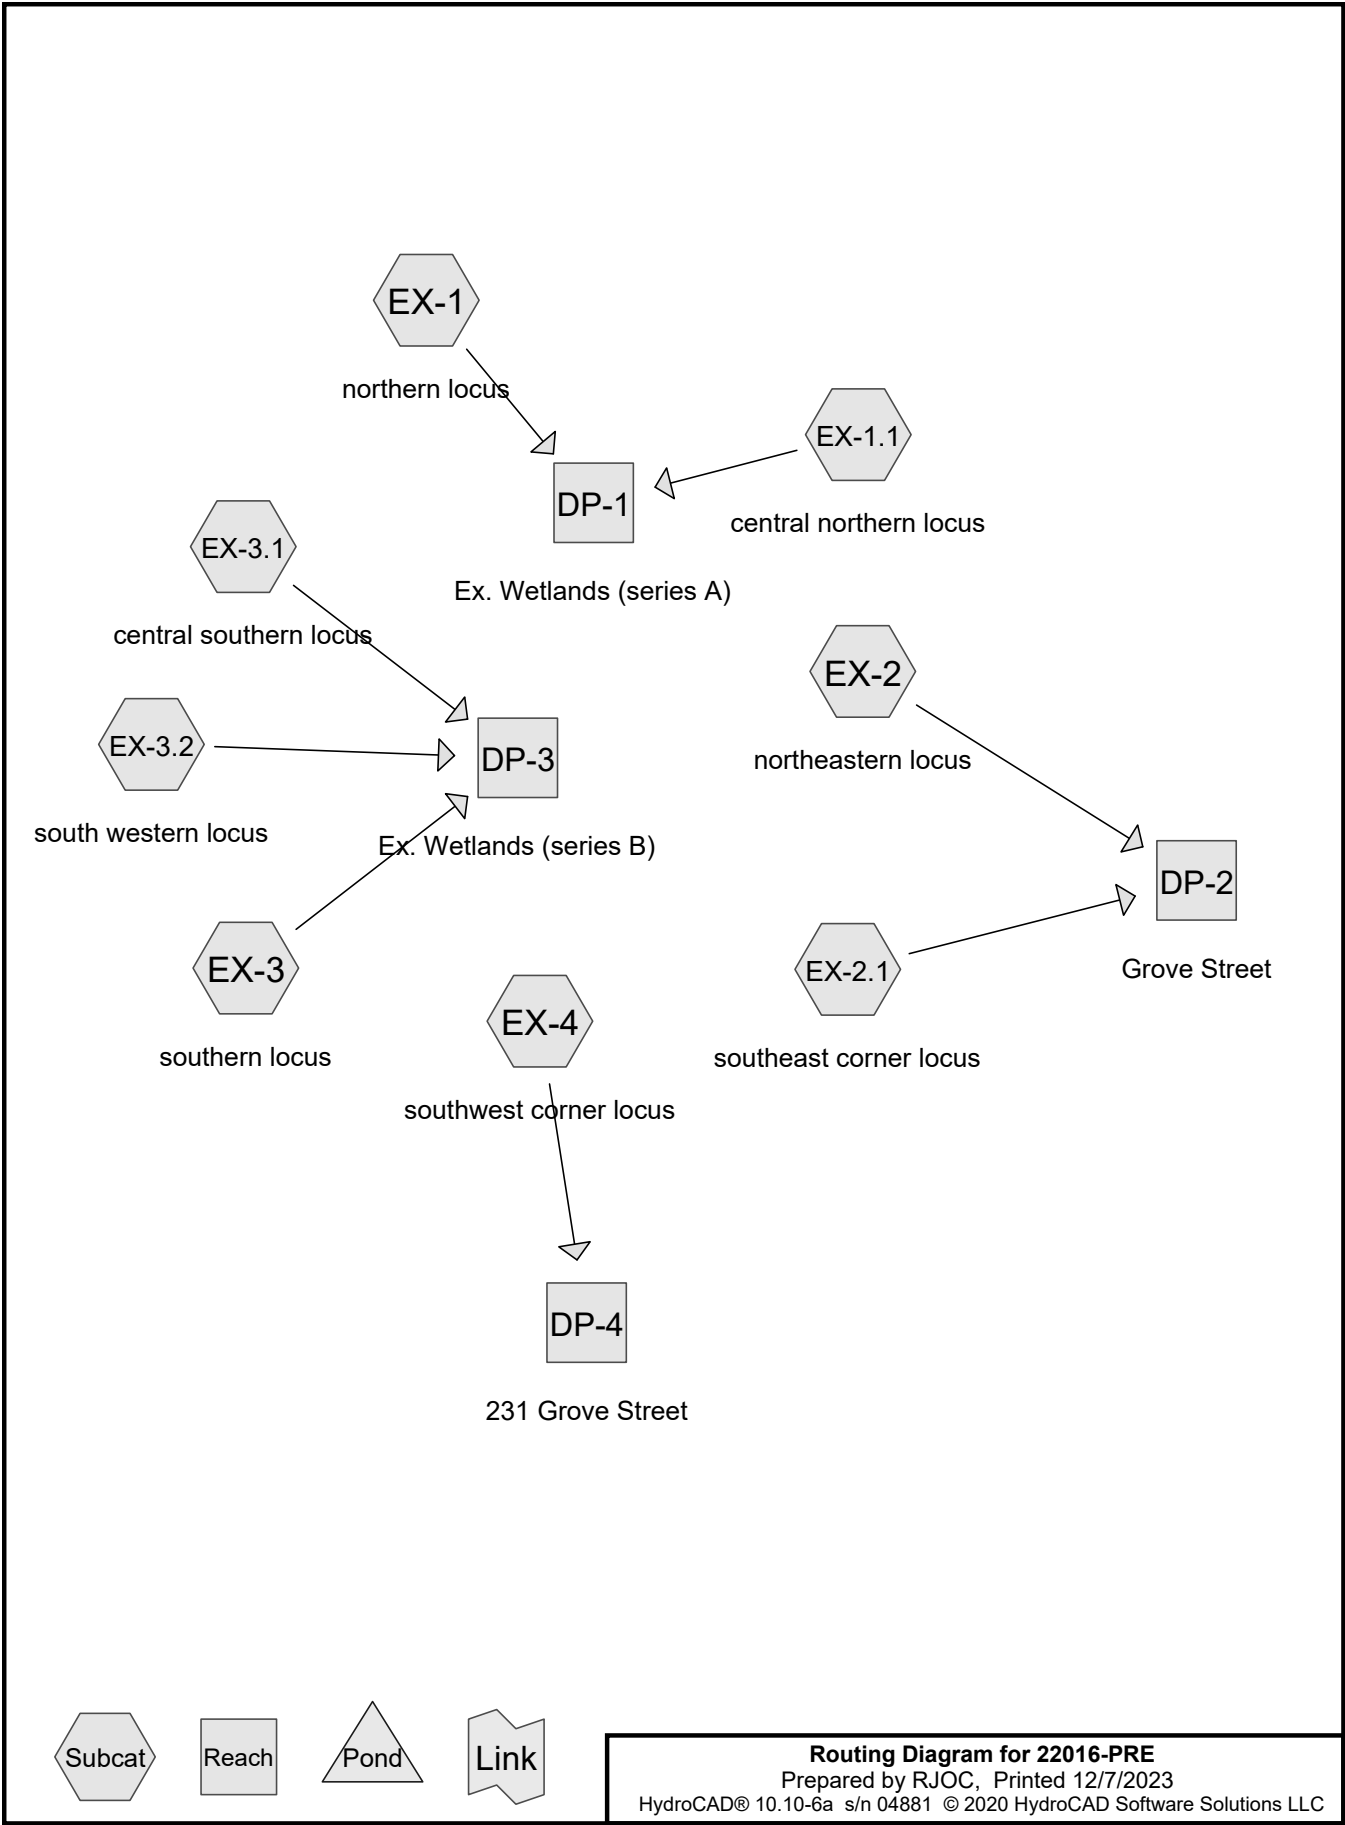 EX-1
northern locus
EX-1.1
central northern locus
DP-1
Ex. Wetlands (series A)
EX-3.1
central southern locus
EX-2
northeastern locus
EX-3.2
south western locus
DP-3
Ex. Wetlands (series B)
DP-2
Grove Street
EX-3
southern locus
EX-2.1
southeast corner locus
EX-4
southwest corner locus
DP-4
231 Grove Street
Subcat
Reach
Pond
Link
Routing Diagram for 22016-PRE
Prepared by RJOC, Printed 12/7/2023
HydroCAD® 10.10-6a s/n 04881 © 2020 HydroCAD Software Solutions LLC